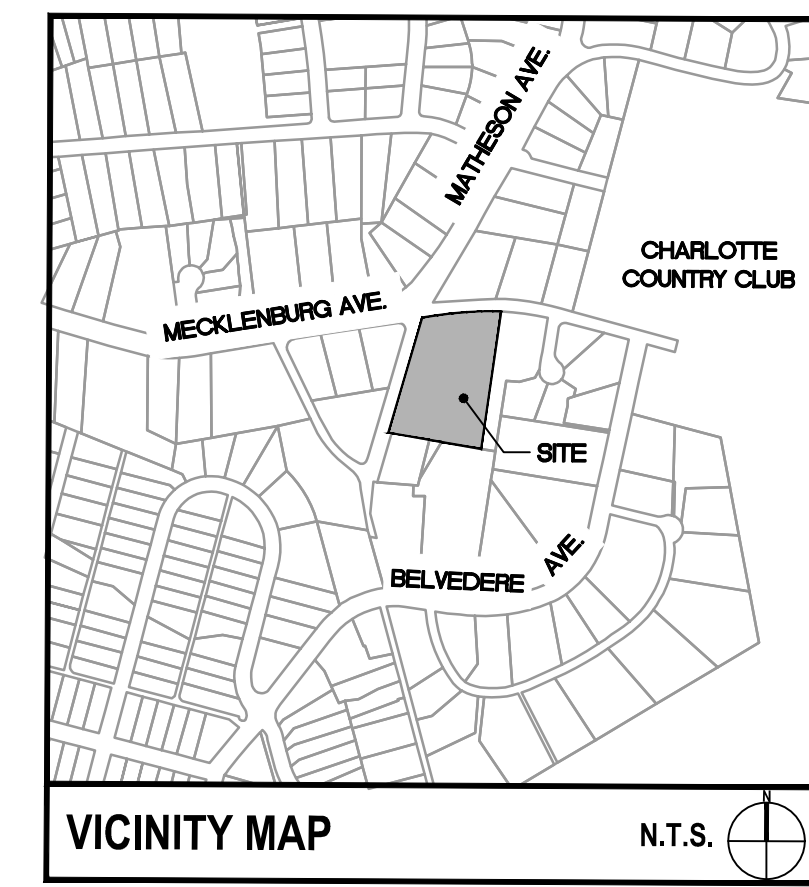 MATHESON AVE.
CHARLOTTE
COUNTRY CLUB
MECKLENBURG AVE.
SITE
BELVEDERE AVE.
VICINITY MAP
N.T.S.
N